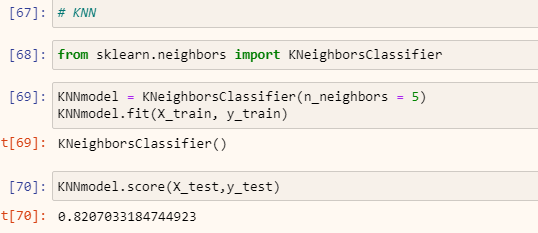 [67]: # KNN
[68]: from sklearn.neighbors import KNeighborsClassifier
[69]: KNNmodel = KNeighborsClassifier(n_neighbors = 5)
KNNmodel.fit(X_train, y_train)
t[69]: KNeighborsClassifier()
[70]: KNNmodel.score(X_test,y_test)
t[70]: 0.8207033184744923